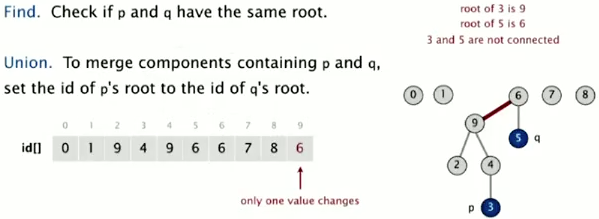 Find. Check if p and q have the same root.
root of 3 is 9
root of 5 is 6
3 and 5 are not connected
Union. To merge components containing p and q,
set the id of p's root to the id of q's root.
0 1 2 3 4 5 6 7 8 9
id[] 0 1 9 4 9 6 6 7 8 6
only one value changes
0 1 6 7 8
9 5 q
2 4
p 3